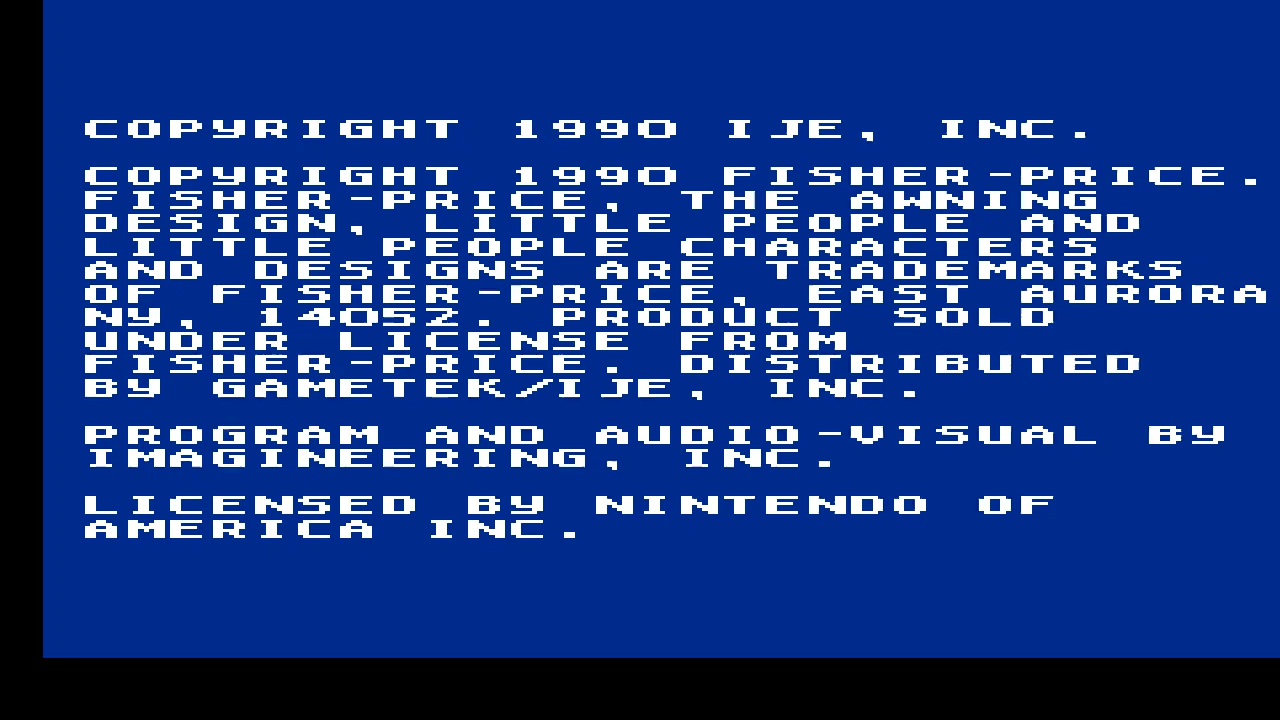 COPYRIGHT 1990 IJE, INC.
COPYRIGHT 1990 FISHER-PRICE.
FISHER-PRICE, THE AWNING
DESIGN, LITTLE PEOPLE AND
LITTLE PEOPLE CHARACTERS
AND DESIGNS ARE TRADEMARKS
OF FISHER-PRICE, EAST AURORA
NY, 14052. PRODUCT SOLD
UNDER LICENSE FROM
FISHER-PRICE. DISTRIBUTED
BY GAMETEK/IJE, INC.
PROGRAM AND AUDIO-VISUAL BY
IMAGINEERING, INC.
LICENSED BY NINTENDO OF
AMERICA INC.